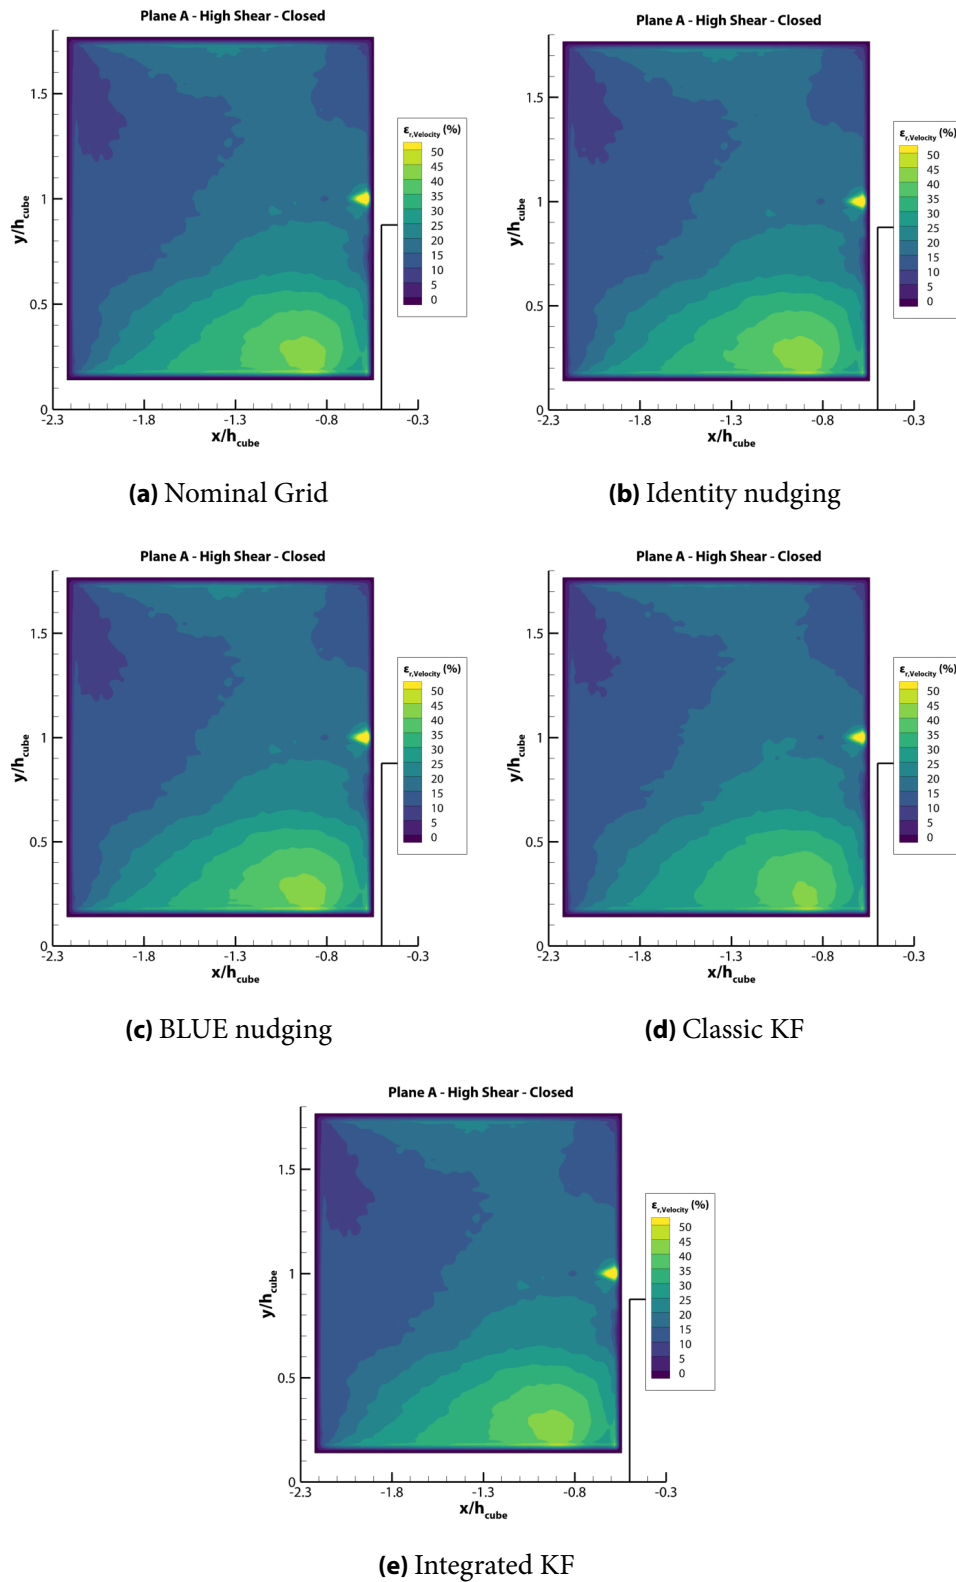 Plane A - High Shear - Closed
εr,Velocity (%)
50
45
40
35
30
25
20
15
10
5
0
1.5
1
0.5
0
y/hcube
-2.3 -1.8 -1.3 -0.8 -0.3
x/hcube
(a) Nominal Grid
Plane A - High Shear - Closed
εr,Velocity (%)
50
45
40
35
30
25
20
15
10
5
0
1.5
1
0.5
0
y/hcube
-2.3 -1.8 -1.3 -0.8 -0.3
x/hcube
(b) Identity nudging
Plane A - High Shear - Closed
εr,Velocity (%)
50
45
40
35
30
25
20
15
10
5
0
1.5
1
0.5
0
y/hcube
-2.3 -1.8 -1.3 -0.8 -0.3
x/hcube
(c) BLUE nudging
Plane A - High Shear - Closed
εr,Velocity (%)
50
45
40
35
30
25
20
15
10
5
0
1.5
1
0.5
0
y/hcube
-2.3 -1.8 -1.3 -0.8 -0.3
x/hcube
(d) Classic KF
Plane A - High Shear - Closed
εr,Velocity (%)
50
45
40
35
30
25
20
15
10
5
0
1.5
1
0.5
0
y/hcube
-2.3 -1.8 -1.3 -0.8 -0.3
x/hcube
(e) Integrated KF